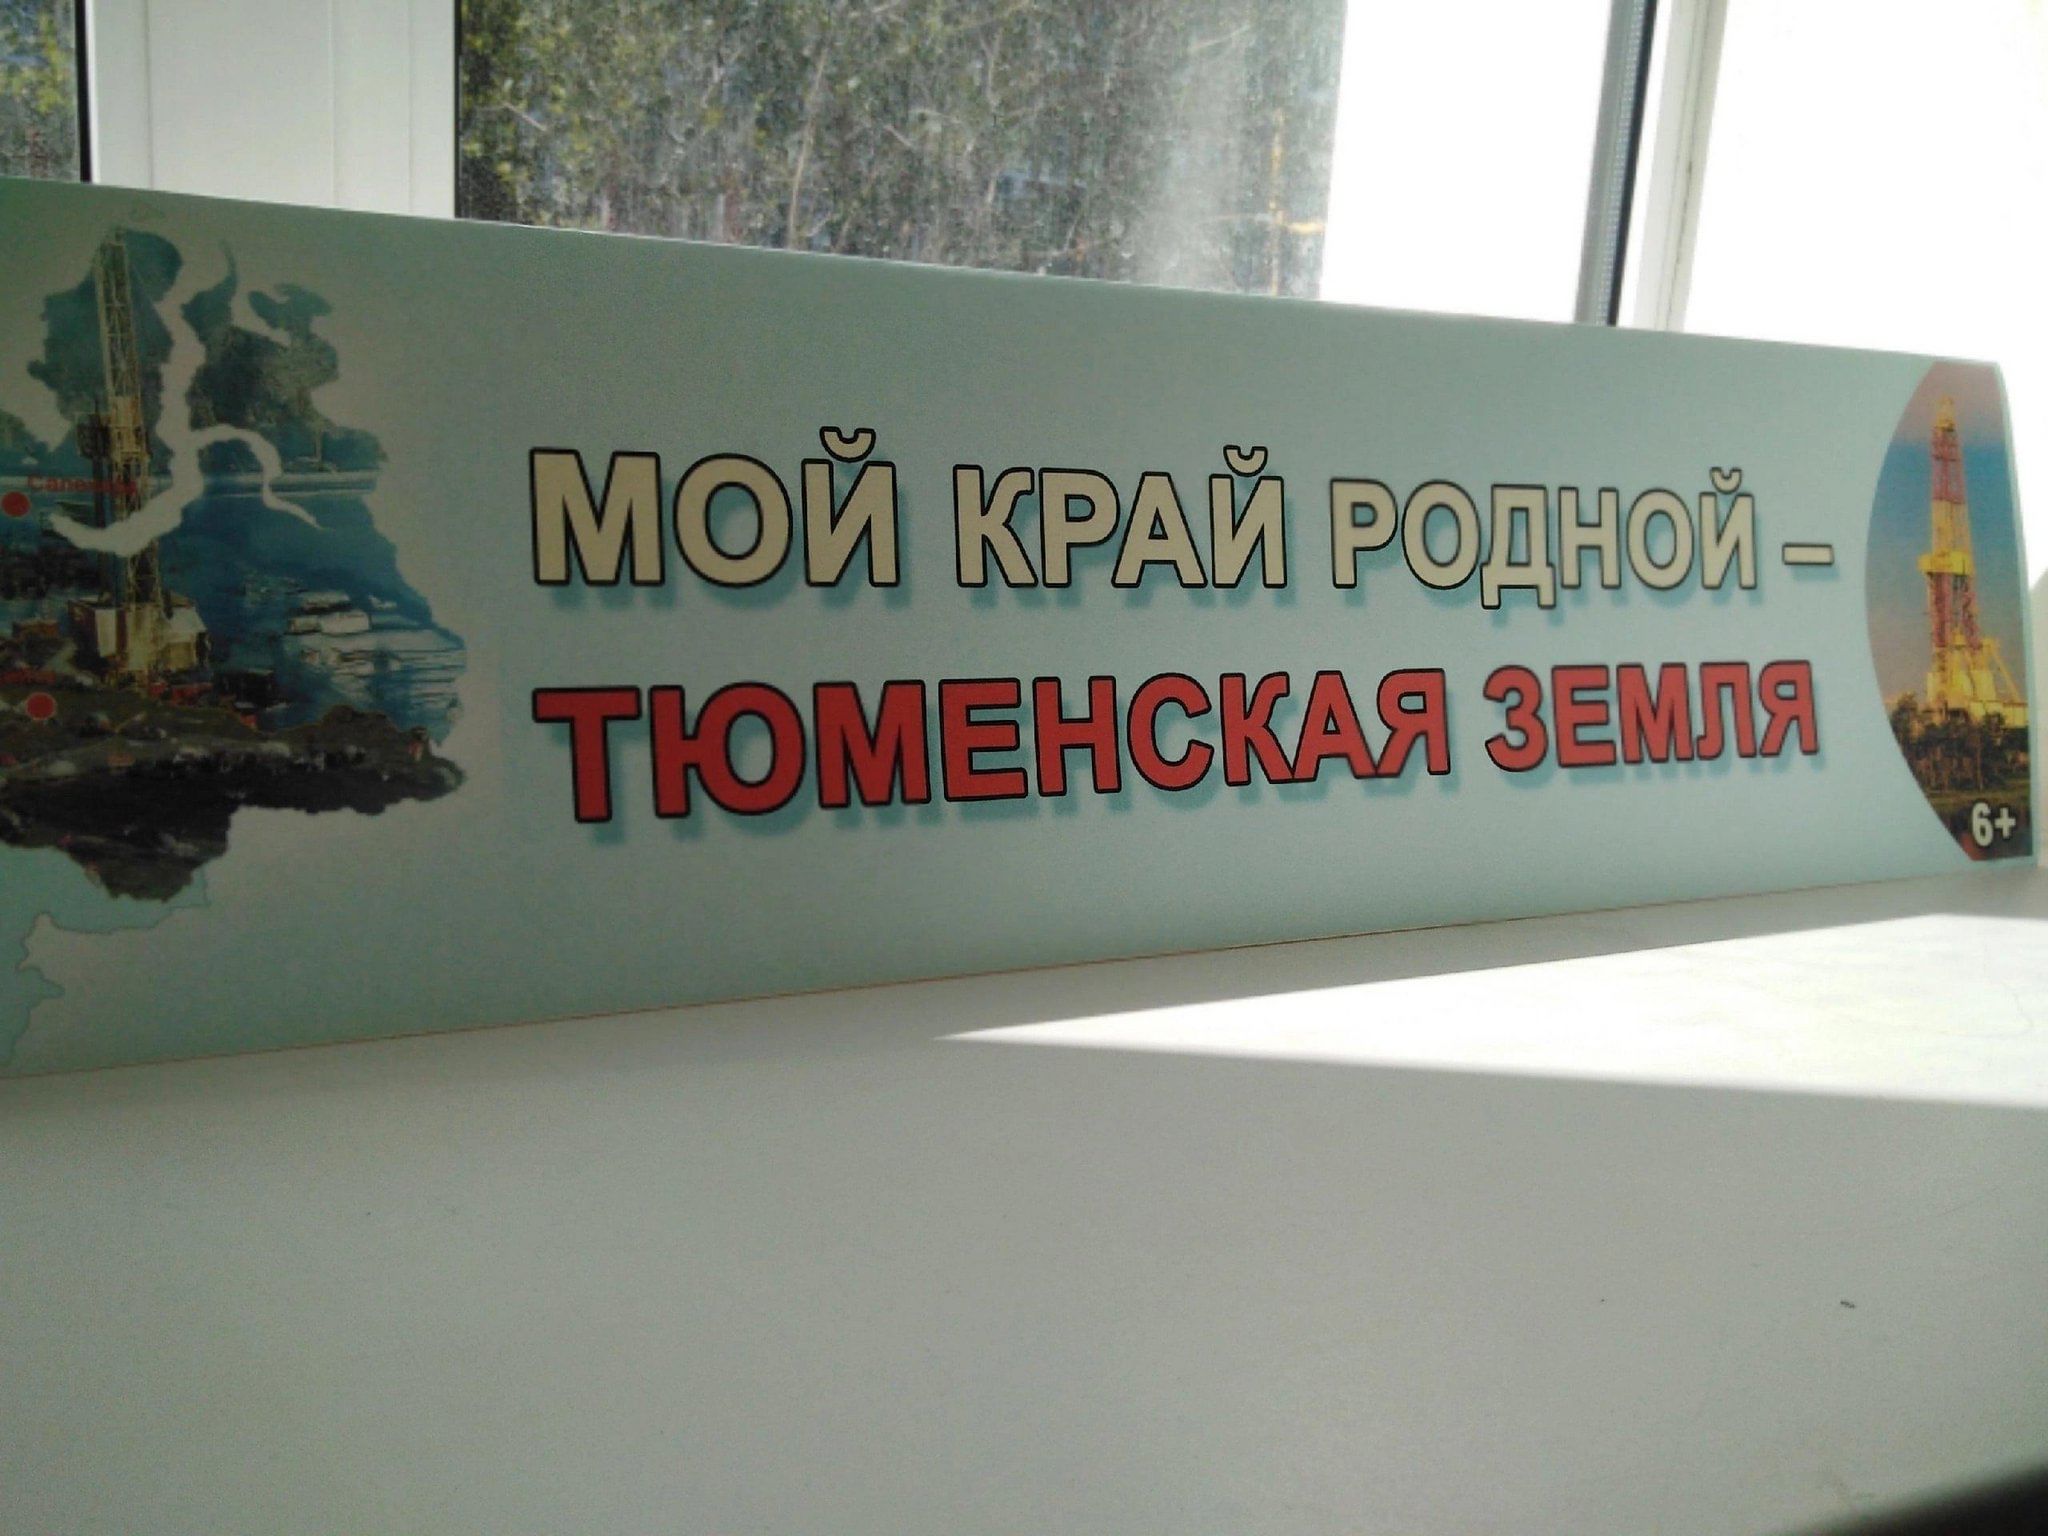 МОЙ КРАЙ РОДНОЙ –
ТЮМЕНСКАЯ ЗЕМЛЯ
6+